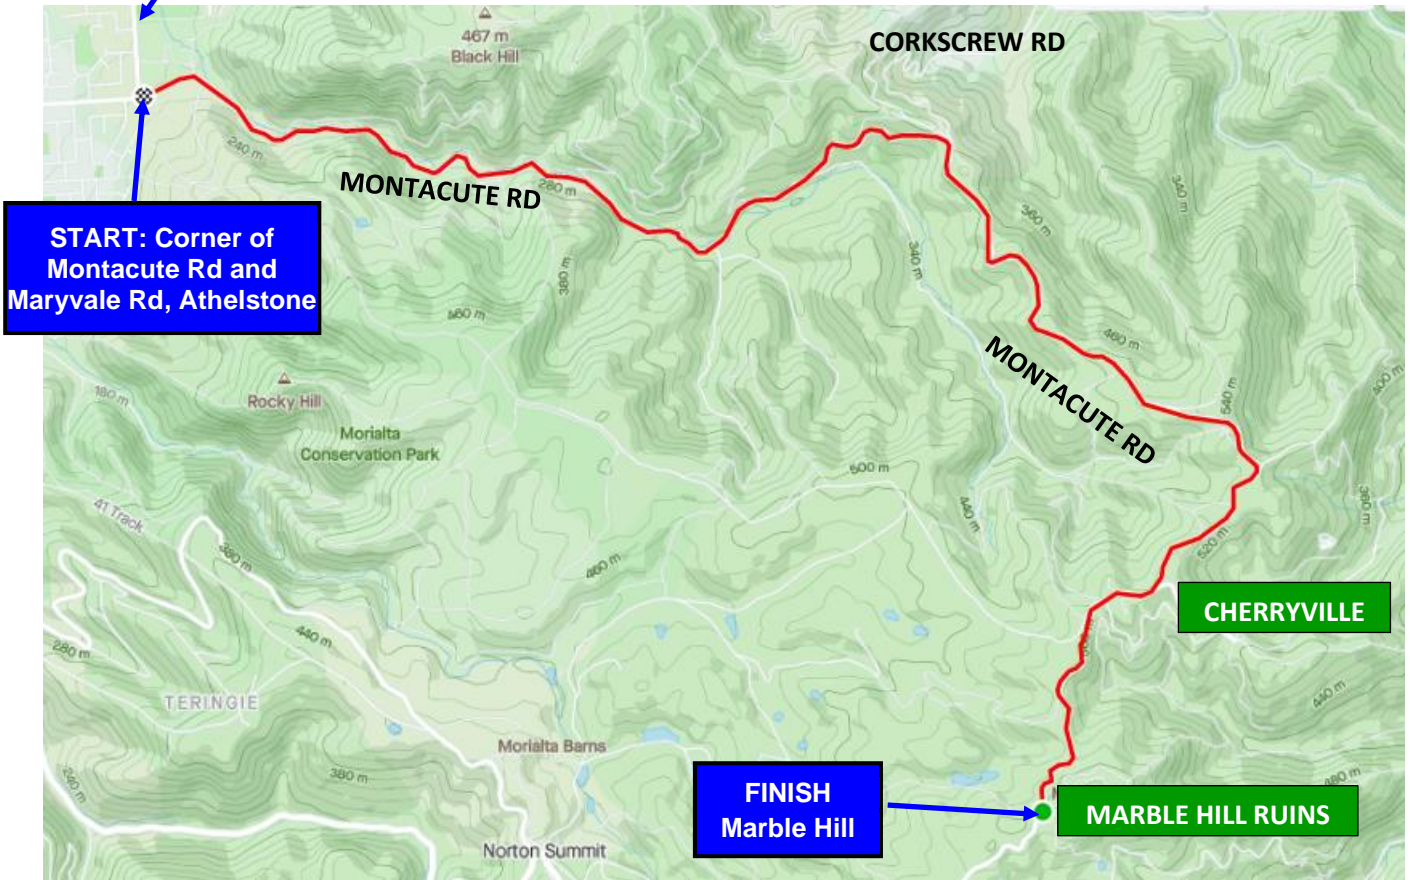 467 m
Black Hill
CORKSCREW RD
240 m
MONTACUTE RD
280 m
340 m
360 m
START: Corner of
Montacute Rd and
Maryvale Rd, Athelstone
340 m
380 m
460 m
460 m
MONTACUTE RD
180 m
Rocky Hill
400 m
540 m
Morialta
Conservation Park
500 m
41 Track
440 m
360 m
520 m
380 m
460 m
CHERRYVILLE
440 m
280 m
TERINGIE
440 m
Morialta Barns
380 m
240 m
480 m
FINISH
Marble Hill
MARBLE HILL RUINS
Norton Summit